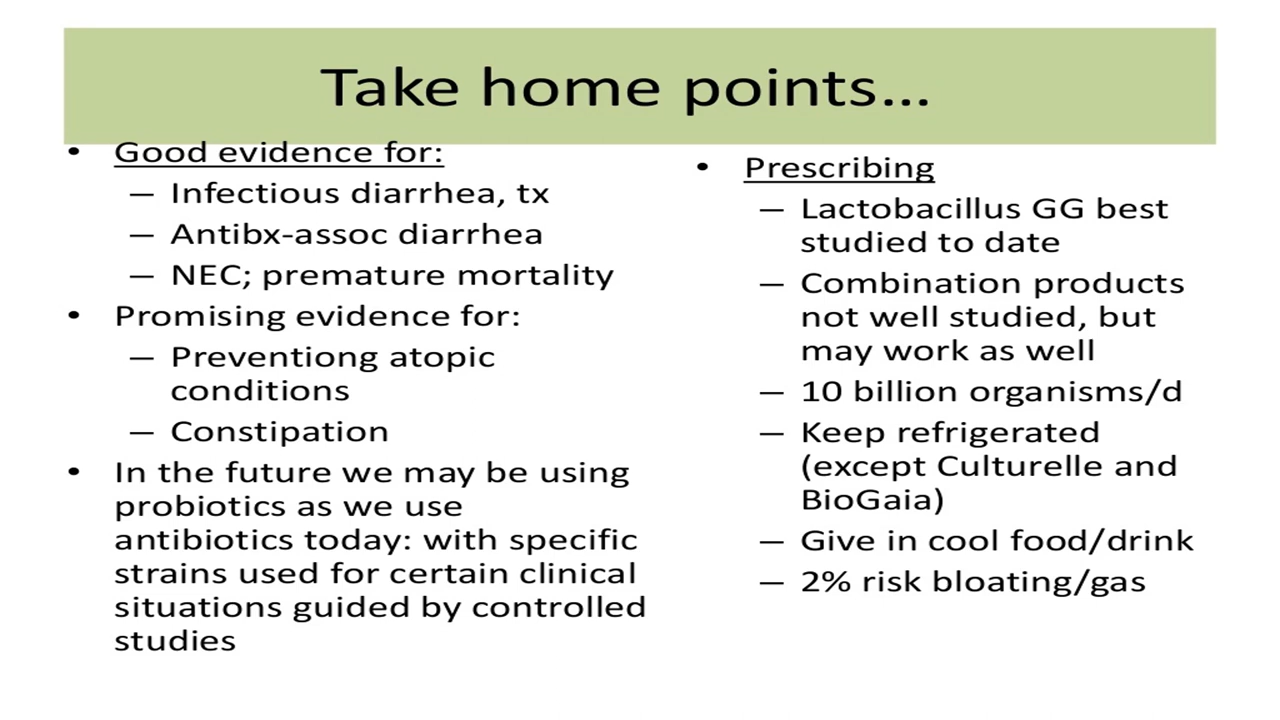 Take home points...
• Good evidence for:
– Infectious diarrhea, tx
– Antibx-assoc diarrhea
– NEC; premature mortality
• Promising evidence for:
– Preventiong atopic
conditions
– Constipation
• In the future we may be using
probiotics as we use
antibiotics today: with specific
strains used for certain clinical
situations guided by controlled
studies
• Prescribing
– Lactobacillus GG best
studied to date
– Combination products
not well studied, but
may work as well
– 10 billion organisms/d
– Keep refrigerated
(except Culturelle and
BioGaia)
– Give in cool food/drink
– 2% risk bloating/gas